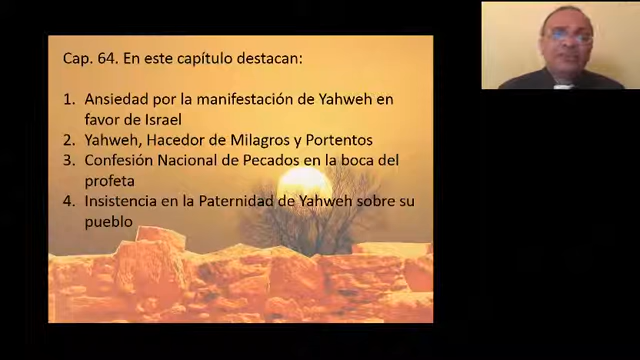 Cap. 64. En este capítulo destacan:
1. Ansiedad por la manifestación de Yahweh en
favor de Israel
2. Yahweh, Hacedor de Milagros y Portentos
3. Confesión Nacional de Pecados en la boca del
profeta
4. Insistencia en la Paternidad de Yahweh sobre su
pueblo